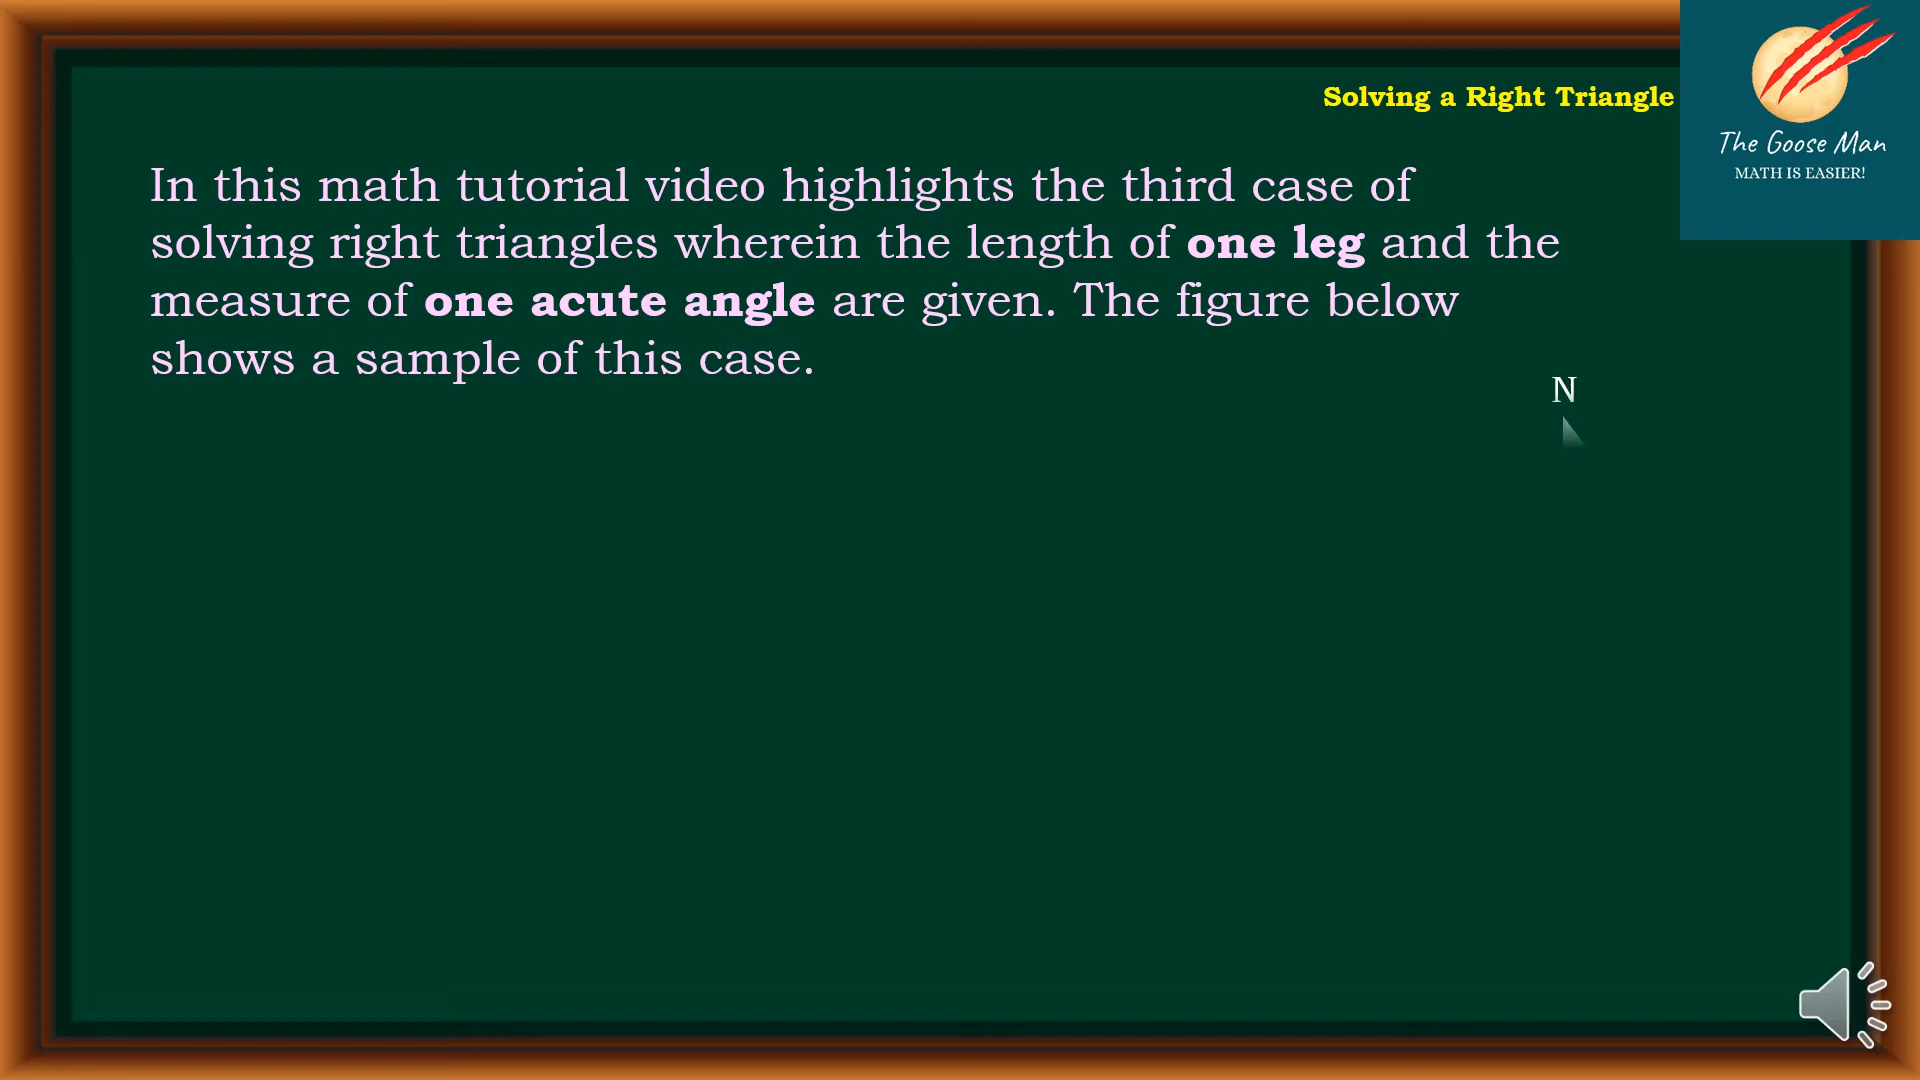 Solving a Right Triangle
The Goose Man
MATH IS EASIER!
In this math tutorial video highlights the third case of
solving right triangles wherein the length of one leg and the
measure of one acute angle are given. The figure below
shows a sample of this case.
N